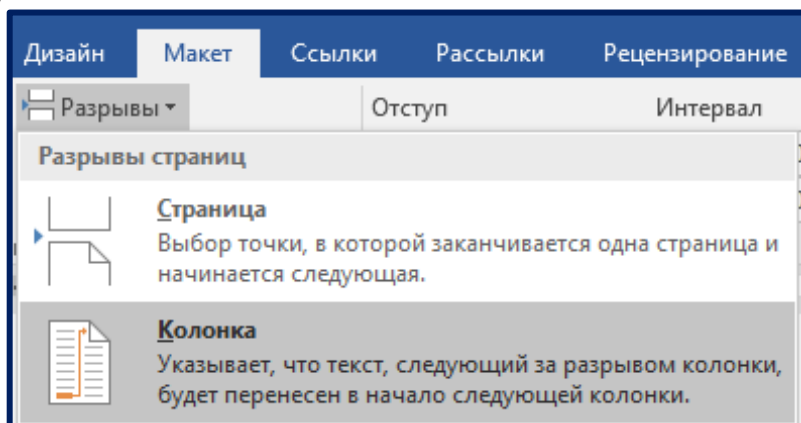 Дизайн Макет Ссылки Рассылки Рецензирование
Разрывы Отступ Интервал
Разрывы страниц
Страница
Выбор точки, в которой заканчивается одна страница и
начинается следующая.
Колонка
Указывает, что текст, следующий за разрывом колонки,
будет перенесен в начало следующей колонки.